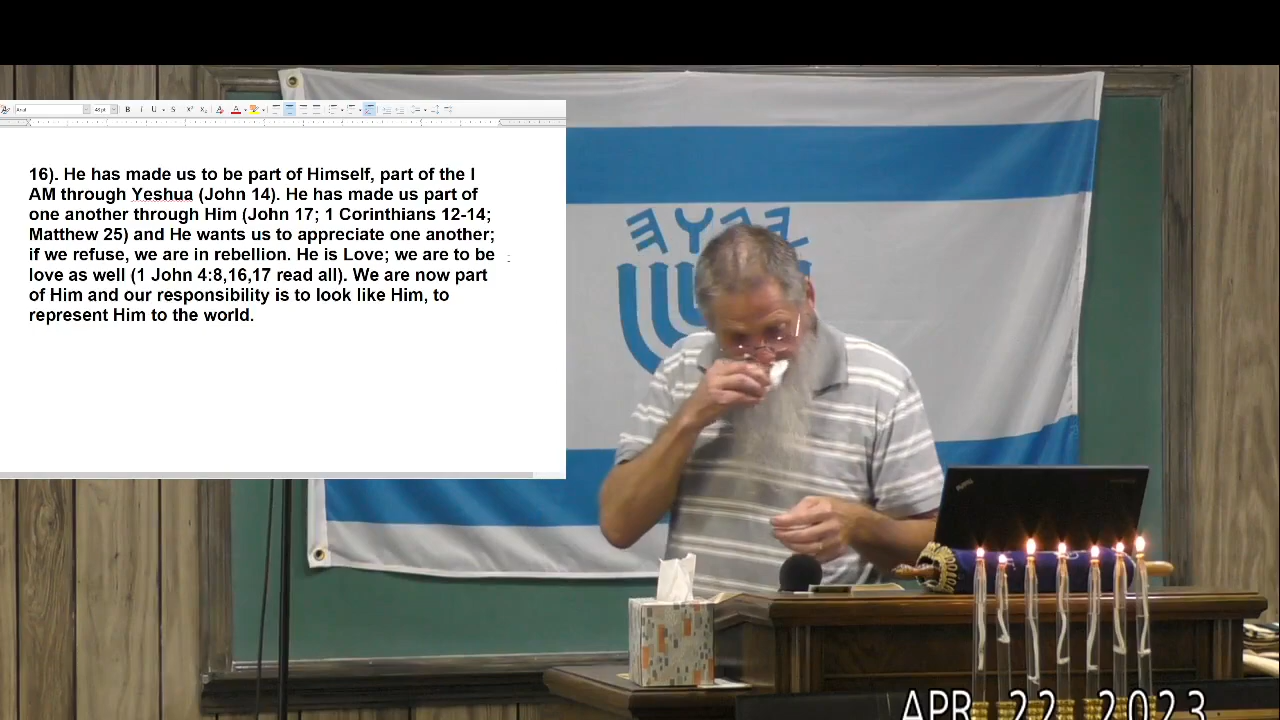 16). He has made us to be part of Himself, part of the I
AM through Yeshua (John 14). He has made us part of
one another through Him (John 17; 1 Corinthians 12-14;
Matthew 25) and He wants us to appreciate one another;
if we refuse, we are in rebellion. He is Love; we are to be
love as well (1 John 4:8,16,17 read all). We are now part
of Him and our responsibility is to look like Him, to
represent Him to the world.
𐤉𐤄𐤅𐤄
APR 22 2023